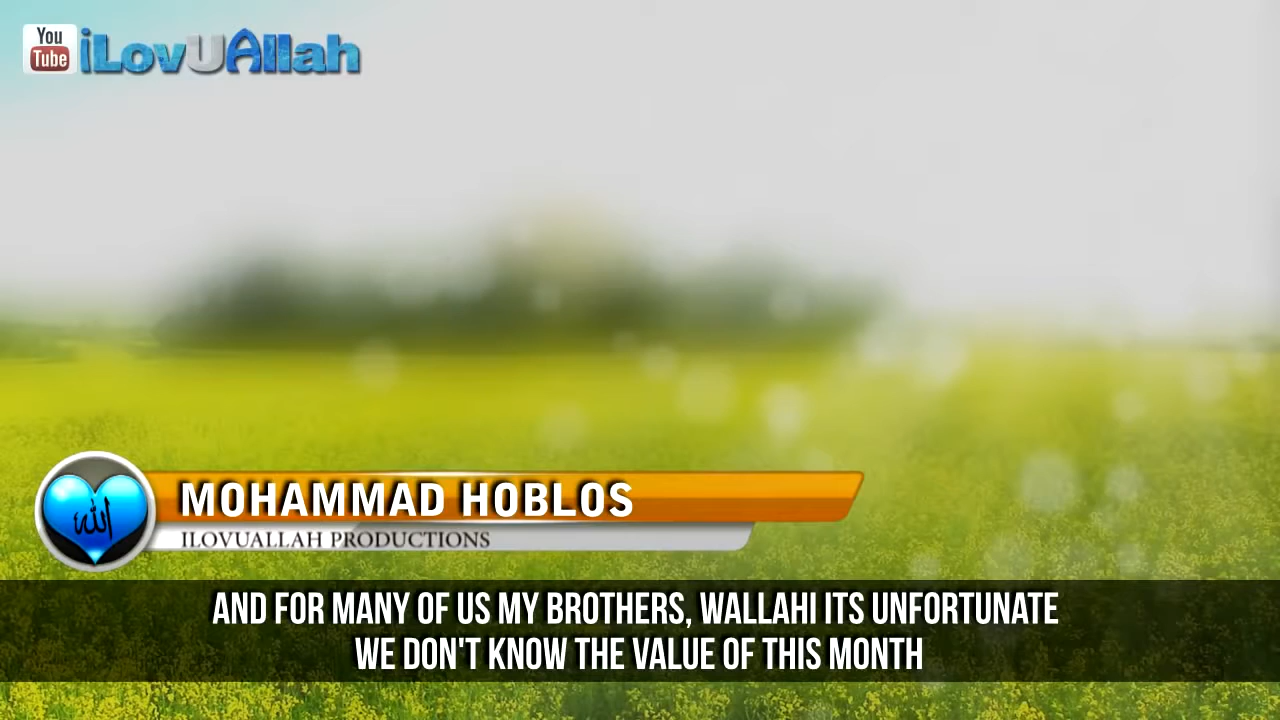 You
Tube
iLovUAllah
MOHAMMAD HOBLOS
ILOVUALLAH PRODUCTIONS
الله
AND FOR MANY OF US MY BROTHERS, WALLAHI ITS UNFORTUNATE
WE DON'T KNOW THE VALUE OF THIS MONTH